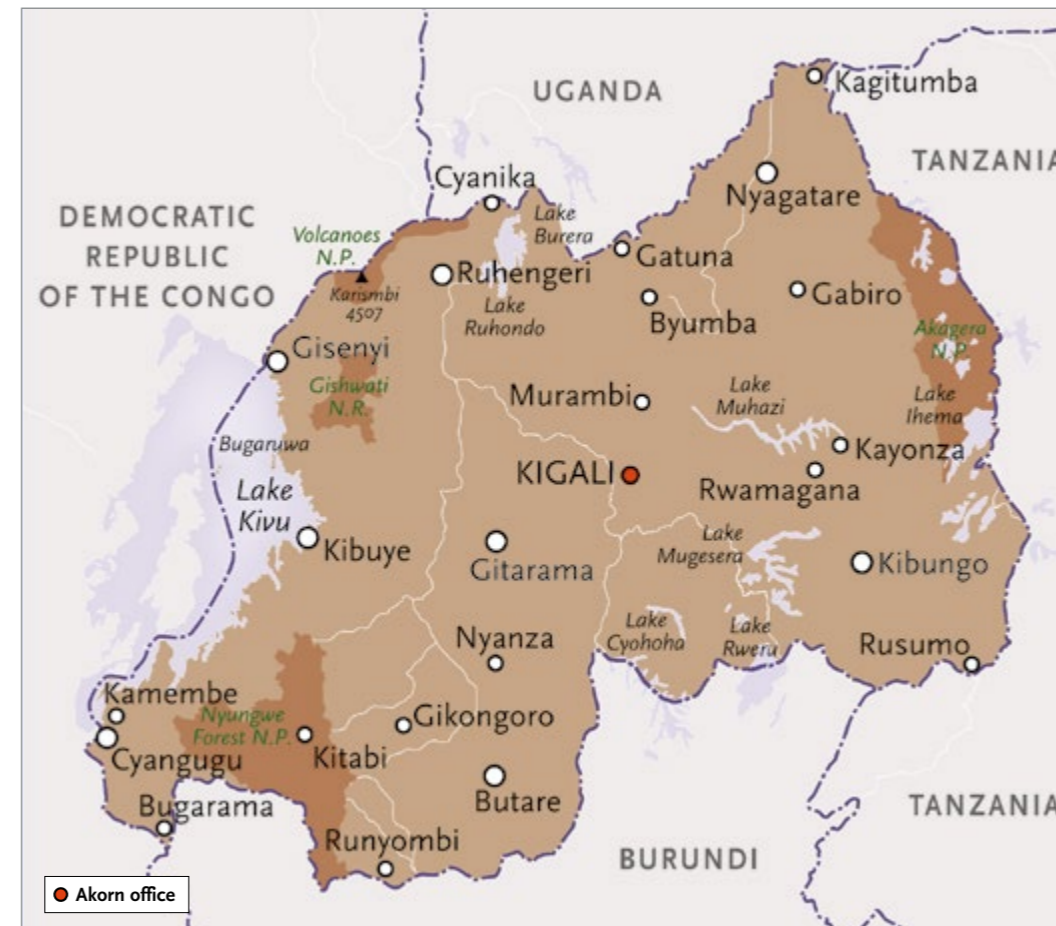 UGANDA
Kagitumba
TANZANIA
Cyanika
Nyagatare
DEMOCRATIC
REPUBLIC
OF THE CONGO
Volcanoes
N.P.
Lake
Burera
Gatuna
Ruhengeri
Karismbi
4507
Lake
Ruhondo
Gabiro
Byumba
Akagera
N.P.
Gisenyi
Gishwati
N.R.
Murambi
Lake
Muhazi
Lake
Ihema
Bugaruwa
Kayonza
KIGALI
Rwamagana
Lake
Kivu
Kibuye
Gitarama
Lake
Mugesera
Kibungo
Nyanza
Lake
Cyohoha
Lake
Rweru
Rusumo
Kamembe
Nyungwe
Forest N.P.
Gikongoro
Cyangugu
Kitabi
Bugarama
Butare
TANZANIA
Runyombi
BURUNDI
Akorn office